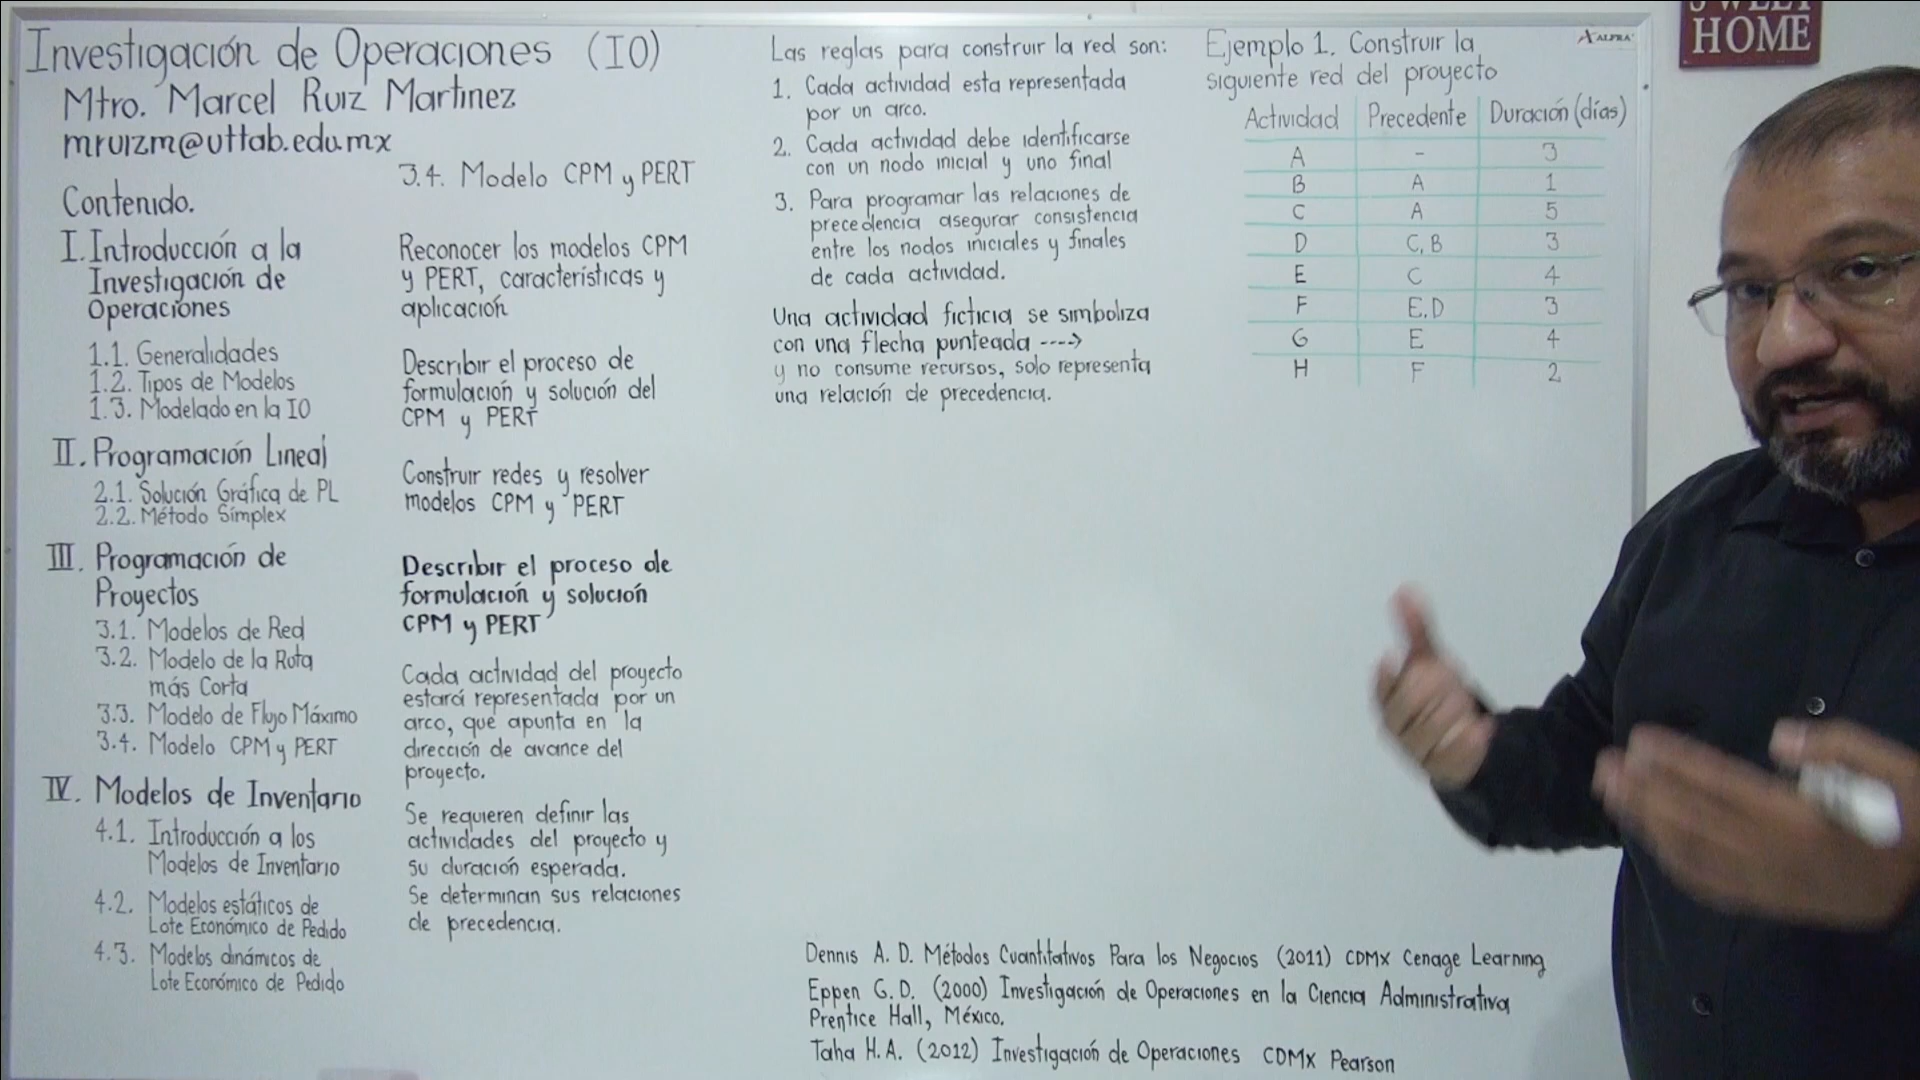 Investigación de Operaciones (IO)
Mtro. Marcel Ruiz Martinez
mruizm@uttab.edu.mx
Contenido.
I. Introducción a la
Investigación de
Operaciones
1.1. Generalidades
1.2. Tipos de Modelos
1.3. Modelado en la IO
II. Programación Lineal
2.1. Solución Gráfica de PL
2.2. Método Simplex
III. Programación de
Proyectos
3.1. Modelos de Red
3.2. Modelo de la Ruta
más Corta
3.3. Modelo de Flujo Máximo
3.4. Modelo CPM y PERT
IV. Modelos de Inventario
4.1. Introducción a los
Modelos de Inventario
4.2. Modelos estáticos de
Lote Económico de Pedido
4.3. Modelos dinámicos de
Lote Económico de Pedido
3.4. Modelo CPM y PERT
Reconocer los modelos CPM
y PERT, características y
aplicación
Describir el proceso de
formulación y solución del
CPM y PERT
Construir redes y resolver
modelos CPM y PERT
Describir el proceso de
formulación y solución
CPM y PERT
Cada actividad del proyecto
estará representada por un
arco, que apunta en la
dirección de avance del
proyecto.
Se requieren definir las
actividades del proyecto y
su duración esperada.
Se determinan sus relaciones
de precedencia.
Las reglas para construir la red son:
1. Cada actividad esta representada
por un arco.
2. Cada actividad debe identificarse
con un nodo inicial y uno final
3. Para programar las relaciones de
precedencia asegurar consistencia
entre los nodos iniciales y finales
de cada actividad.
Una actividad ficticia se simboliza
con una flecha punteada ---->
y no consume recursos, solo representa
una relación de precedencia.
Ejemplo 1. Construir la
siguiente red del proyecto
Actividad Precedente Duración (días)
A - 3
B A 1
C A 5
D C, B 3
E C 4
F E, D 3
G E 4
H F 2
Dennis A. D. Métodos Cuantitativos Para los Negocios (2011) CDMX Cenage Learning
Eppen G. D. (2000) Investigación de Operaciones en la Ciencia Administrativa
Prentice Hall, México.
Taha H. A. (2012) Investigación de Operaciones CDMX Pearson
ALFRA
SWEET
HOME